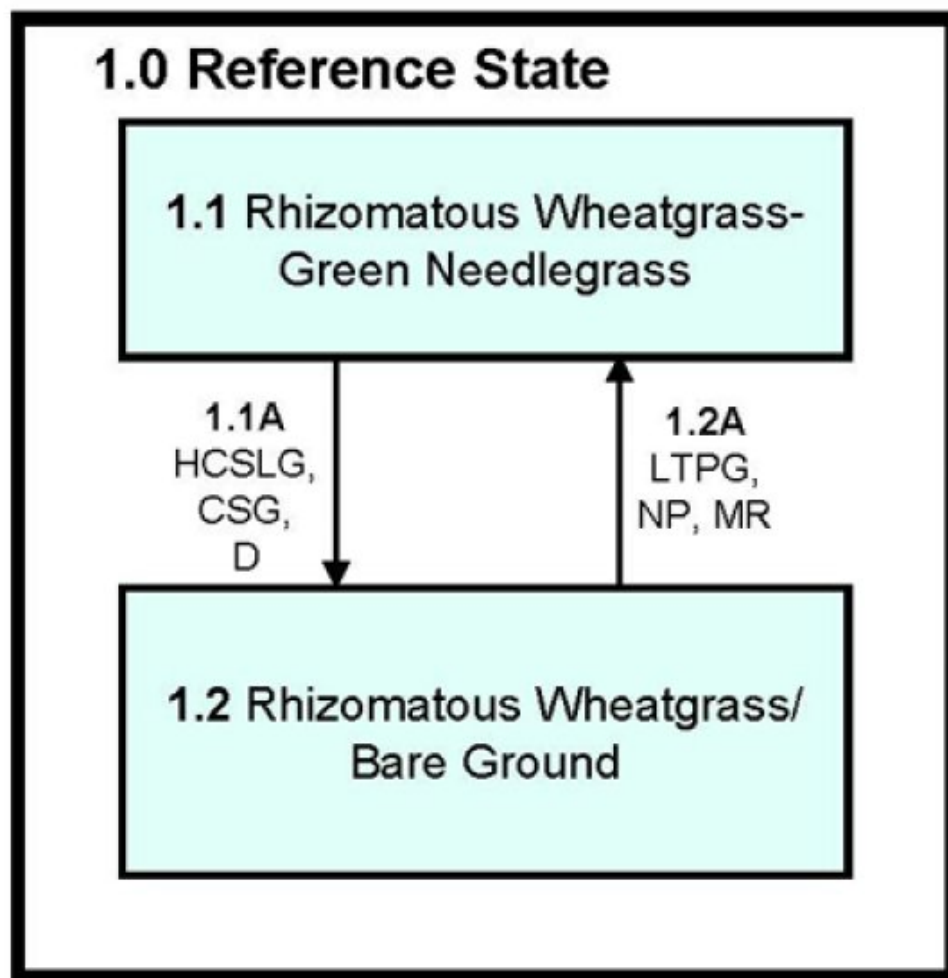 1.0 Reference State
1.1 Rhizomatous Wheatgrass-
Green Needlegrass
1.1A
HCSLG,
CSG,
D
1.2A
LTPG,
NP, MR
1.2 Rhizomatous Wheatgrass/
Bare Ground